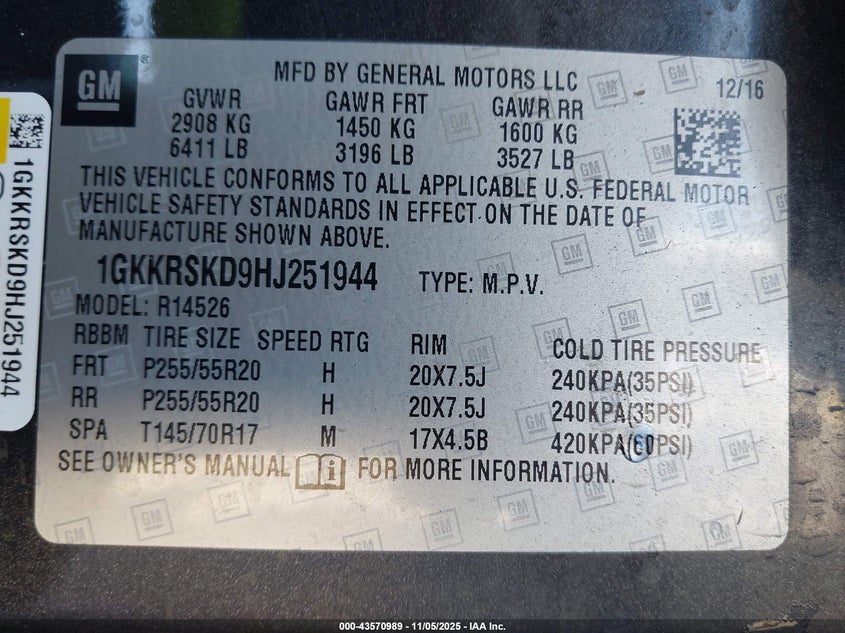 GM
MFD BY GENERAL MOTORS LLC
12/16
GVWR GAWR FRT GAWR RR
2908 KG 1450 KG 1600 KG
6411 LB 3196 LB 3527 LB
THIS VEHICLE CONFORMS TO ALL APPLICABLE U.S. FEDERAL MOTOR
VEHICLE SAFETY STANDARDS IN EFFECT ON THE DATE OF
MANUFACTURE SHOWN ABOVE.
1GKKRSKD9HJ251944 TYPE: M.P.V.
MODEL: R14526
RBBM TIRE SIZE SPEED RTG RIM COLD TIRE PRESSURE
FRT P255/55R20 H 20X7.5J 240KPA(35PSI)
RR P255/55R20 H 20X7.5J 240KPA(35PSI)
SPA T145/70R17 M 17X4.5B 420KPA(60PSI)
SEE OWNER'S MANUAL FOR MORE INFORMATION.
1GKKRSKD9HJ251944
000-43570989 - 11/05/2025 - IAA Inc.